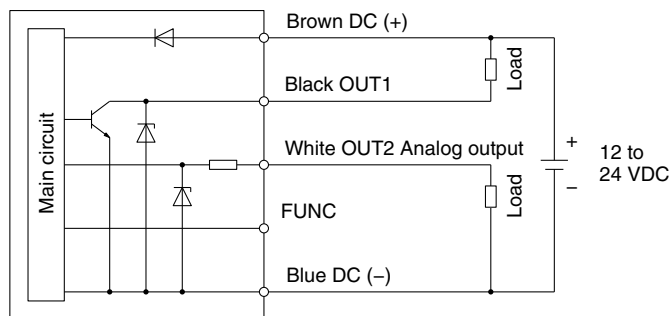 Brown DC (+)
Main circuit
Load
Black OUT1
White OUT2 Analog output
+
12 to
24 VDC
−
Load
FUNC
Blue DC (−)